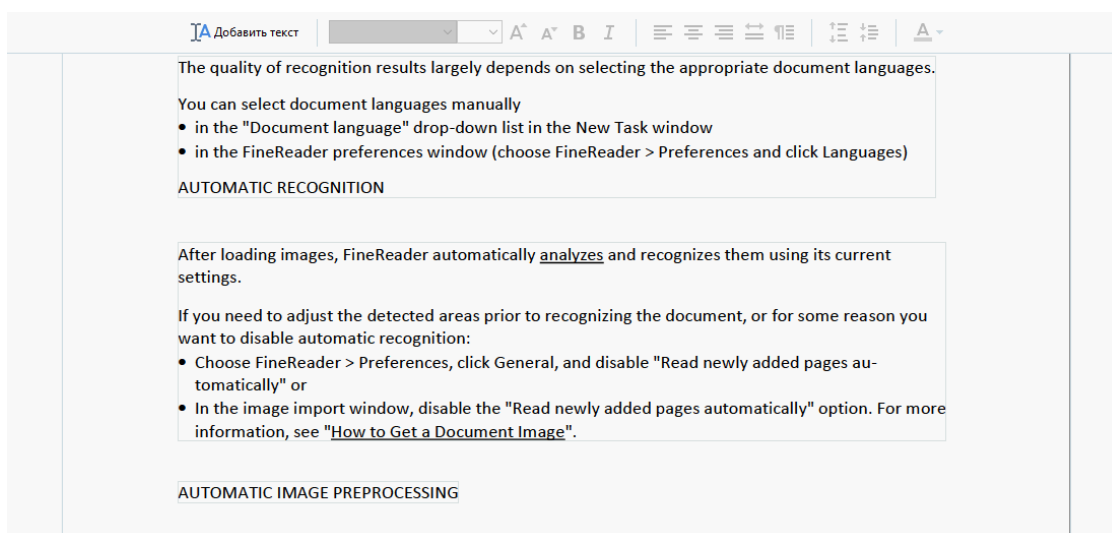 Добавить текст
The quality of recognition results largely depends on selecting the appropriate document languages.
You can select document languages manually
• in the "Document language" drop-down list in the New Task window
• in the FineReader preferences window (choose FineReader > Preferences and click Languages)
AUTOMATIC RECOGNITION
After loading images, FineReader automatically analyzes and recognizes them using its current
settings.
If you need to adjust the detected areas prior to recognizing the document, or for some reason you
want to disable automatic recognition:
• Choose FineReader > Preferences, click General, and disable "Read newly added pages au-
tomatically" or
• In the image import window, disable the "Read newly added pages automatically" option. For more
information, see "How to Get a Document Image".
AUTOMATIC IMAGE PREPROCESSING